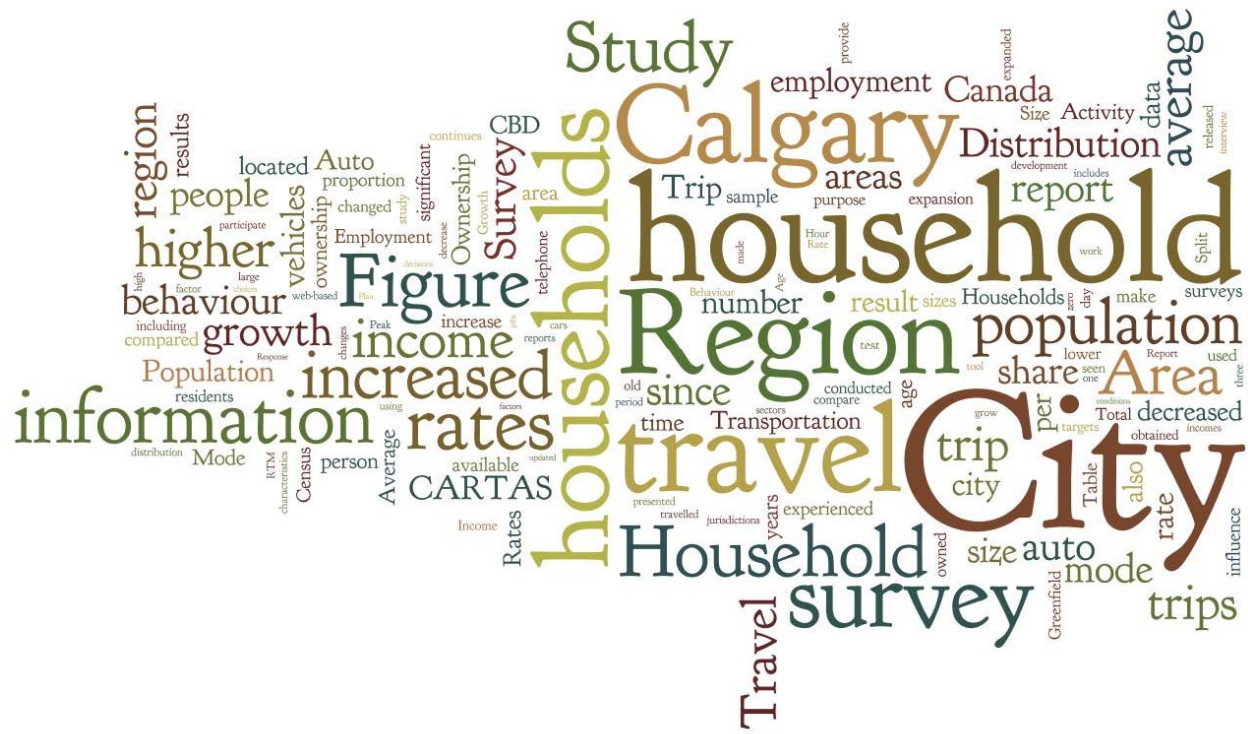 Study
Calgary
employment
provide
Canada
expanded
Size
Activity
data
average
released
interview
Distribution
development
includes
areas
Trip
sample
purpose
expansion
report
household
made
Hour
Rate
work
Split
Age
Behaviour
number
result
sizes
Households
zero
day
make
surveys
Region
test
population
tool
share
lower
seen
one
Report
Area
used
three
region
results
located
Auto
CBD
continues
people
proportion
vehicles
ownership
changed
study
significant
Ownership
Growth
Survey
area
households
participate
higher
Employment
decrease
telephone
high
factor
large
choices
decisions
web-based
Plan
Figure
behaviour
including
compared
growth
Response
changes
Peak
increase
jobs
cars
reports
income
Population
residents
increased
information
using
factors
rates
distribution
Mode
RTM
characteristics
Census
person
Average
available
updated
CARTAS
Income
Rates
old
period
since
conducted
compare
age
sectors
time
Transportation
travel
presented
travelled
jurisdictions
years
experienced
City
grow
trip
city
per
conditions
targets
Total
decreased
incomes
obtained
Table
also
rate
influence
Household
owned
size
auto
mode
Greenfield
trips
survey
Travel